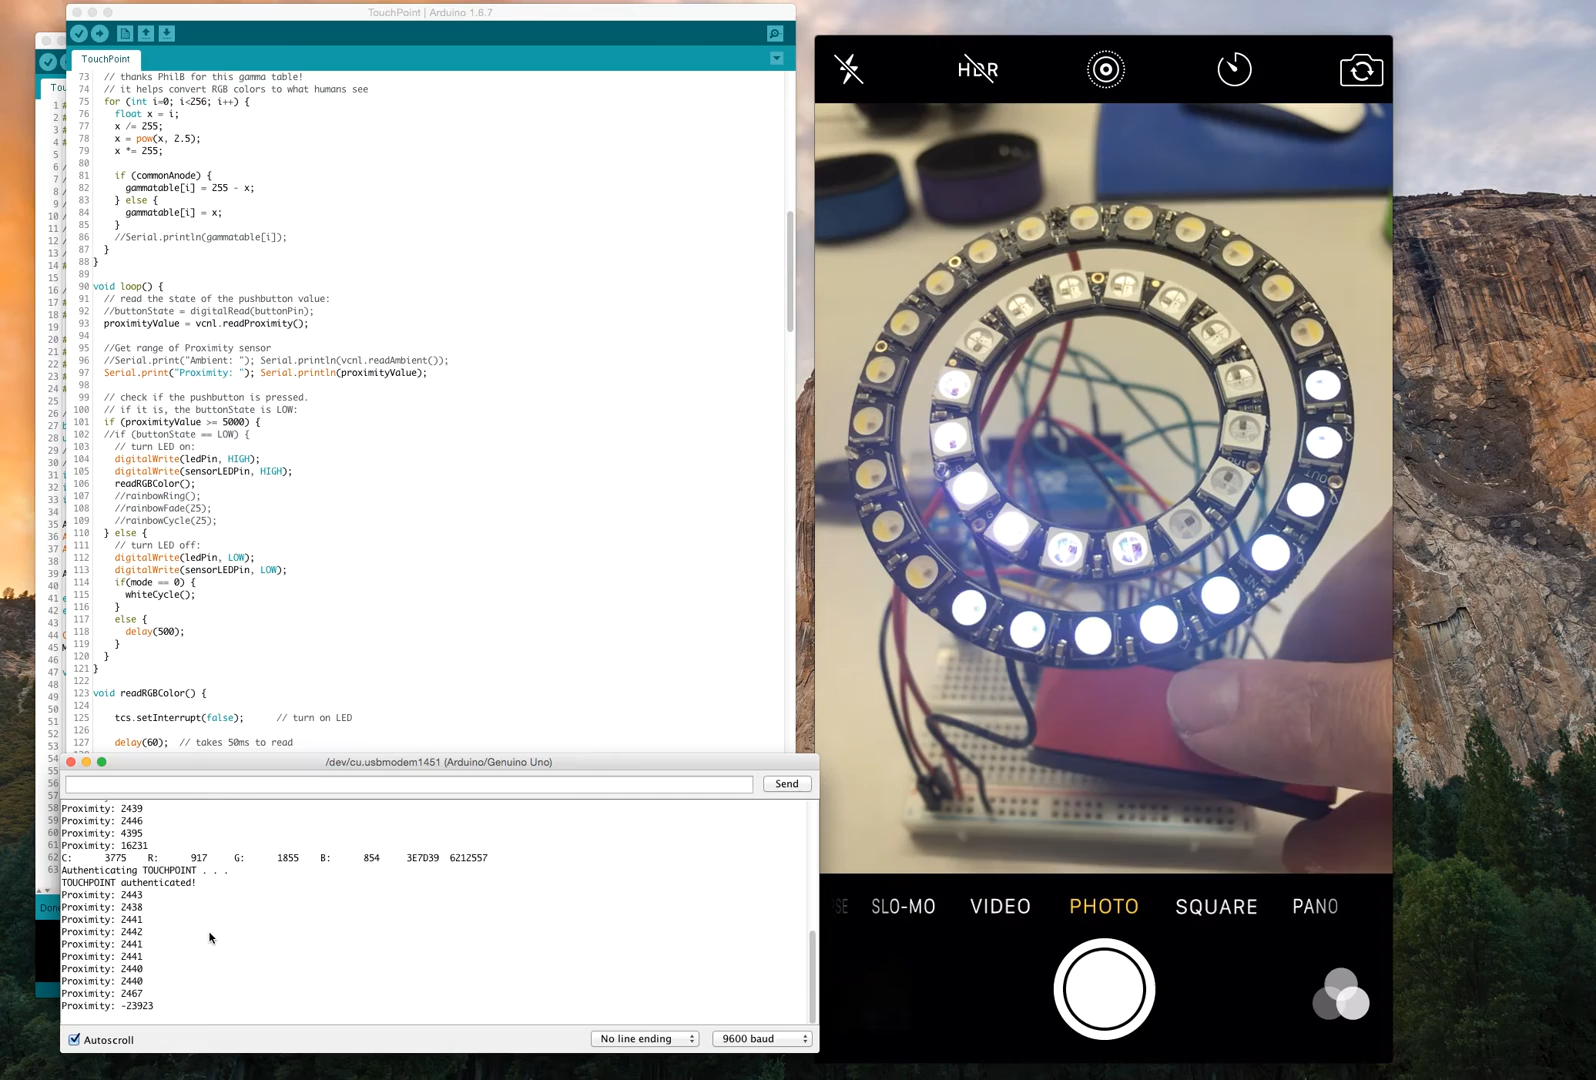 TouchPoint | Arduino 1.6.7
TouchPoint
73 // thanks PhilB for this gamma table!
74 // it helps convert RGB colors to what humans see
75 for (int i=0; i<256; i++) {
76 float x = i;
77 x /= 255;
78 x = pow(x, 2.5);
79 x *= 255;
80
81 if (commonAnode) {
82 gammatable[i] = 255 - x;
83 } else {
84 gammatable[i] = x;
85 }
86 //Serial.println(gammatable[i]);
87 }
88 }
89
90 void loop() {
91 // read the state of the pushbutton value:
92 //buttonState = digitalRead(buttonPin);
93 proximityValue = vcnl.readProximity();
94
95 //Get range of Proximity sensor
96 //Serial.print("Ambient: "); Serial.println(vcnl.readAmbient());
97 Serial.print("Proximity: "); Serial.println(proximityValue);
98
99 // check if the pushbutton is pressed.
100 // if it is, the buttonState is LOW:
101 if (proximityValue >= 5000) {
102 //if (buttonState == LOW) {
103 // turn LED on:
104 digitalWrite(ledPin, HIGH);
105 digitalWrite(sensorLEDPin, HIGH);
106 readRGBColor();
107 //rainbowRing();
108 //rainbowFade(25);
109 //rainbowCycle(25);
110 } else {
111 // turn LED off:
112 digitalWrite(ledPin, LOW);
113 digitalWrite(sensorLEDPin, LOW);
114 if(mode == 0) {
115 whiteCycle();
116 }
117 else {
118 delay(500);
119 }
120 }
121 }
122
123 void readRGBColor() {
124
125 tcs.setInterrupt(false); // turn on LED
126
127 delay(60); // takes 50ms to read
/dev/cu.usbmodem1451 (Arduino/Genuino Uno)
Send
Proximity: 2439
Proximity: 2446
Proximity: 4395
Proximity: 16231
C: 3775 R: 917 G: 1855 B: 854 3E7D39 6212557
Authenticating TOUCHPOINT . . .
TOUCHPOINT authenticated!
Proximity: 2443
Proximity: 2438
Proximity: 2441
Proximity: 2442
Proximity: 2441
Proximity: 2441
Proximity: 2440
Proximity: 2440
Proximity: 2467
Proximity: -23923
Autoscroll
No line ending
9600 baud
HDR
SLO-MO VIDEO PHOTO SQUARE PANO